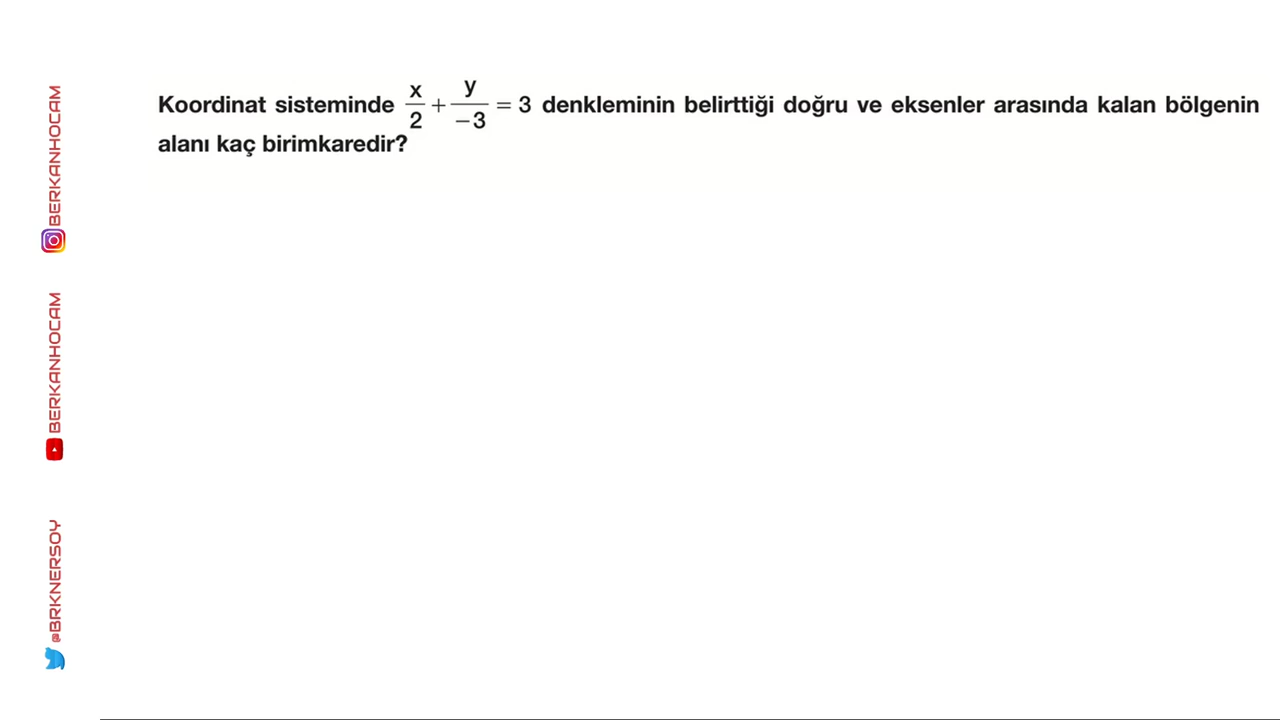 Koordinat sisteminde x/2 + y/−3 = 3 denkleminin belirttiği doğru ve eksenler arasında kalan bölgenin
alanı kaç birimkaredir?
BERKANHOCAM
BERKANHOCAM
@BRKNERSOY